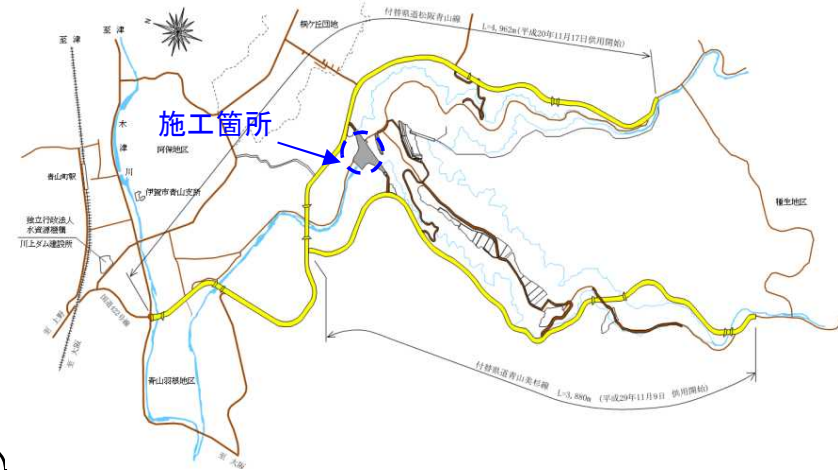 付替県道松阪青山線
L=4,962m(平成20年11月17日供用開始)
至 津
至 津
N
桐ケ丘団地
施工箇所
木津川
阿保地区
青山町駅
伊賀市青山支所
種生地区
独立行政法人
水資源機構
川上ダム建設所
国道422号線
至 上野
至 大阪
青山羽根地区
付替県道青山美杉線 L=3,880m (平成29年11月9日 供用開始)
至 大阪